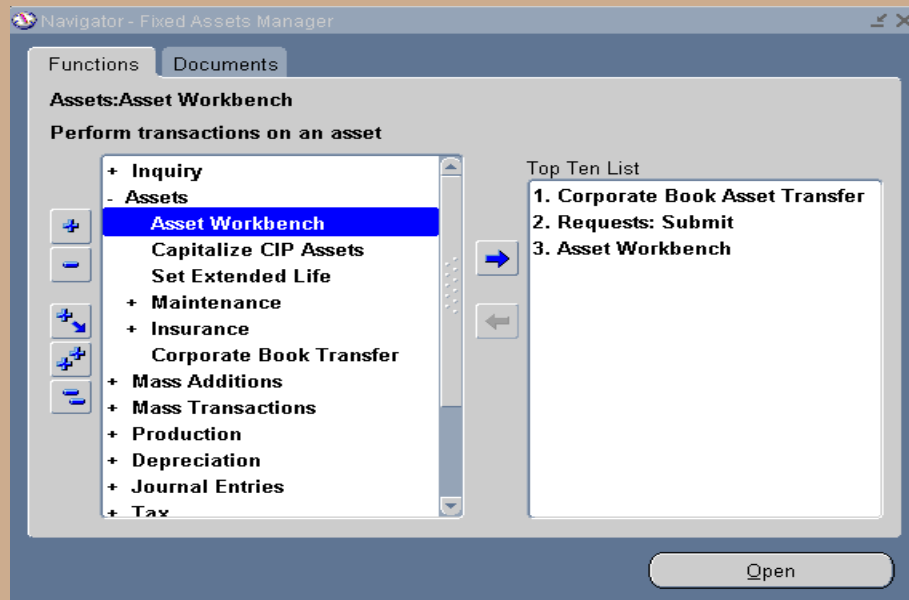 Navigator - Fixed Assets Manager
Functions
Documents
Assets:Asset Workbench
Perform transactions on an asset
+ Inquiry
- Assets
Asset Workbench
Capitalize CIP Assets
Set Extended Life
+ Maintenance
+ Insurance
Corporate Book Transfer
+ Mass Additions
+ Mass Transactions
+ Production
+ Depreciation
+ Journal Entries
+ Tax
Top Ten List
1. Corporate Book Asset Transfer
2. Requests: Submit
3. Asset Workbench
Open